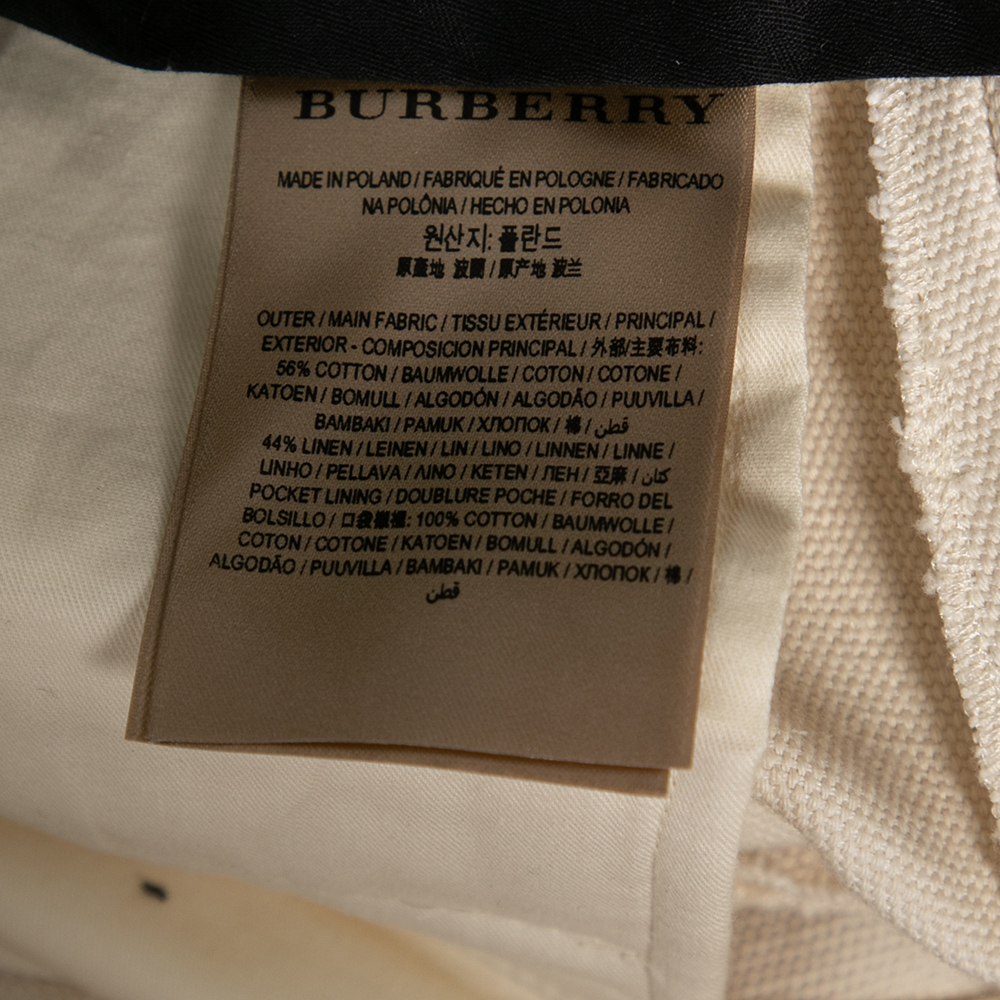 BURBERRY
MADE IN POLAND / FABRIQUÉ EN POLOGNE / FABRICADO
NA POLÔNIA / HECHO EN POLONIA
원산지: 폴란드
原產地 波蘭 / 原产地 波兰
OUTER / MAIN FABRIC / TISSU EXTÉRIEUR / PRINCIPAL /
EXTERIOR - COMPOSICION PRINCIPAL / 外部/主要布料:
56% COTTON / BAUMWOLLE / COTON / COTONE /
KATOEN / BOMULL / ALGODÓN / ALGODÃO / PUUVILLA /
BAMBAKI / PAMUK / ХЛОПОК / 棉 / قطن
44% LINEN / LEINEN / LIN / LINO / LINNEN / LINNE /
LINHO / PELLAVA / ΛΙΝΟ / KETEN / ЛЕН / 亞麻 / كتان
POCKET LINING / DOUBLURE POCHE / FORRO DEL
BOLSILLO / 口袋襯裡: 100% COTTON / BAUMWOLLE /
COTON / COTONE / KATOEN / BOMULL / ALGODÓN /
ALGODÃO / PUUVILLA / BAMBAKI / PAMUK / ХЛОПОК / 棉 /
قطن